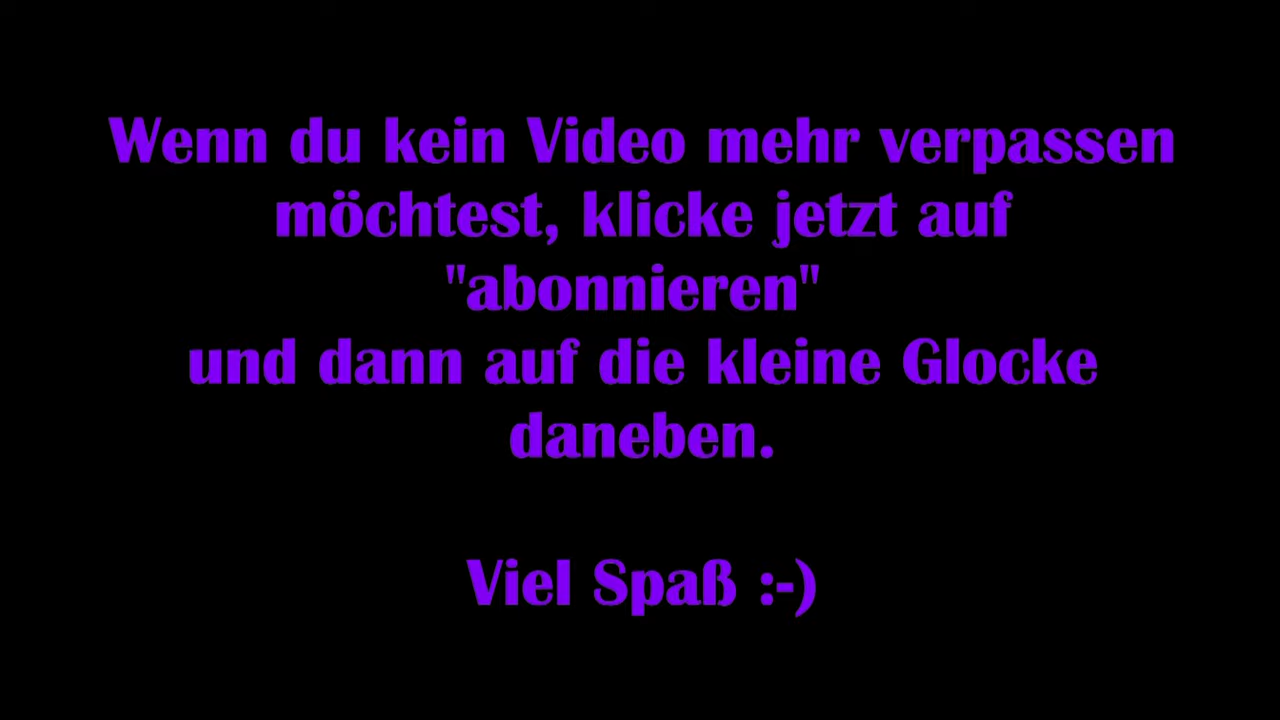 Wenn du kein Video mehr verpassen
möchtest, klicke jetzt auf
"abonnieren"
und dann auf die kleine Glocke
daneben.
Viel Spaß :-)